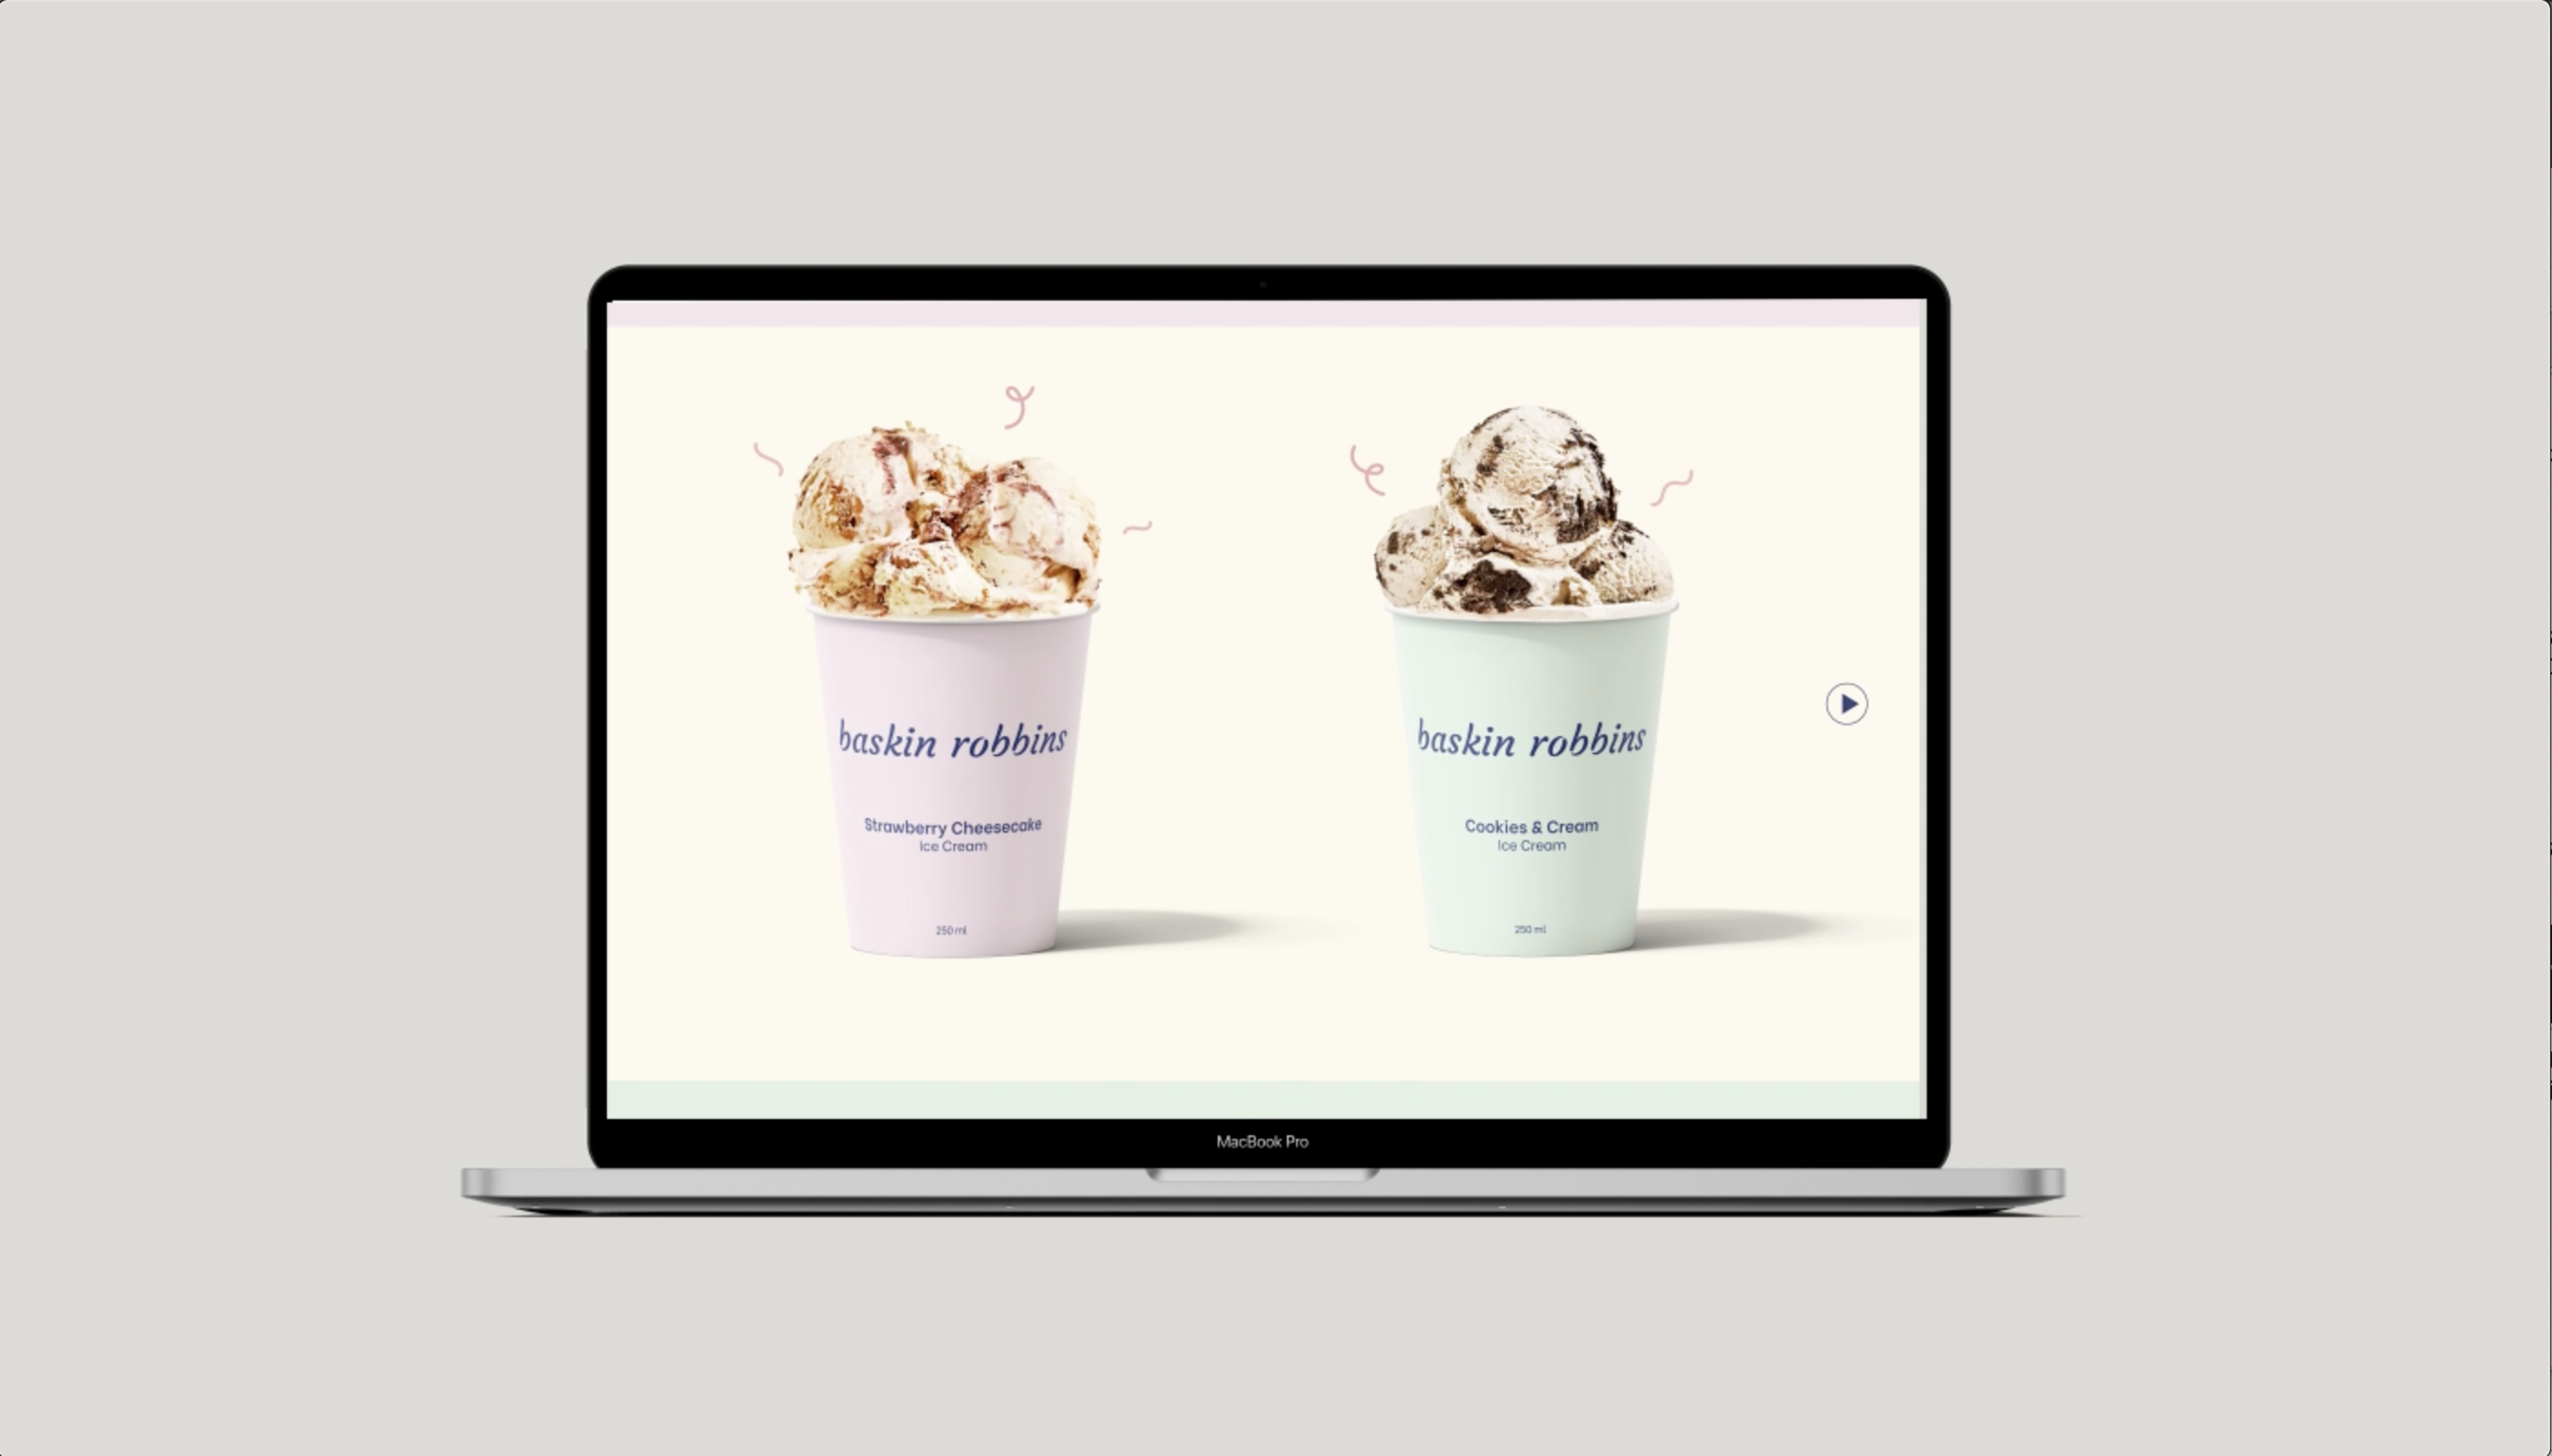 baskin robbins
Strawberry Cheesecake
Ice Cream
250 ml
baskin robbins
Cookies & Cream
Ice Cream
250 ml
MacBook Pro